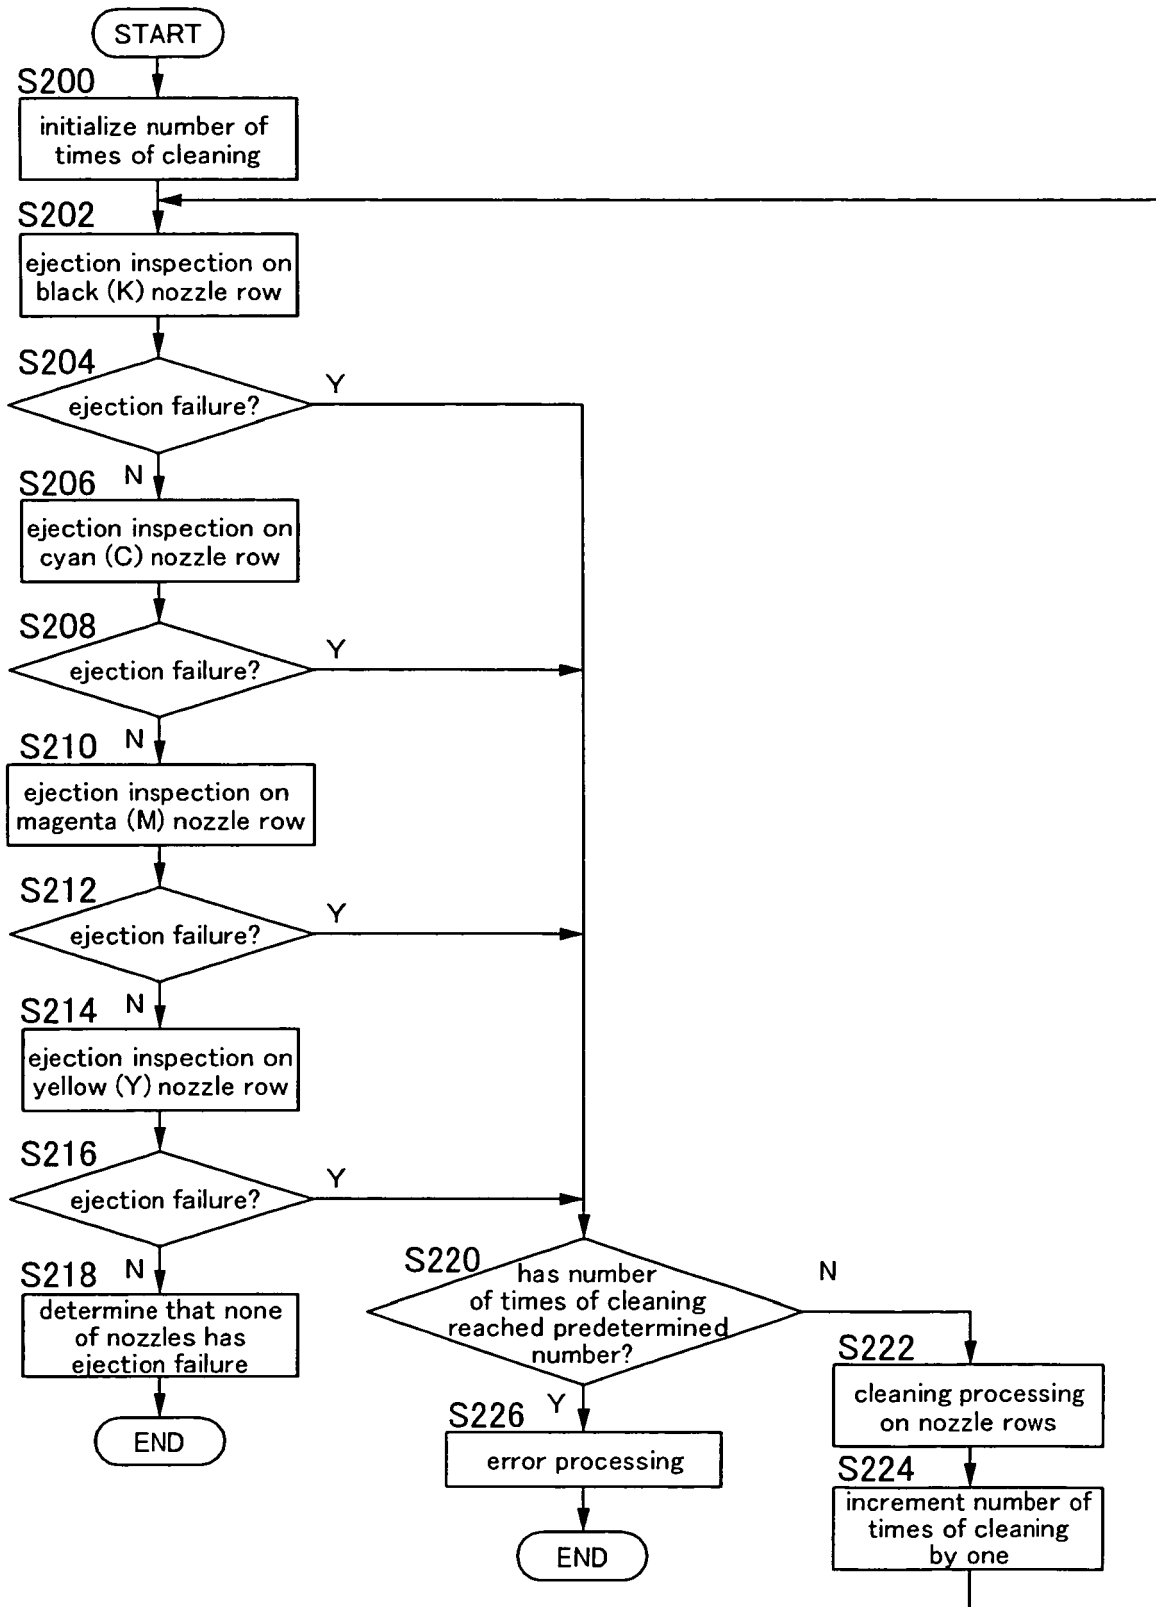 START
S200
initialize number of
times of cleaning
S202
ejection inspection on
black (K) nozzle row
S204
ejection failure?
Y
N
S206
ejection inspection on
cyan (C) nozzle row
S208
ejection failure?
Y
N
S210
ejection inspection on
magenta (M) nozzle row
S212
ejection failure?
Y
N
S214
ejection inspection on
yellow (Y) nozzle row
S216
ejection failure?
Y
N
S218
determine that none
of nozzles has
ejection failure
END
S220
has number
of times of cleaning
reached predetermined
number?
N
Y
S222
cleaning processing
on nozzle rows
S224
increment number of
times of cleaning
by one
S226
error processing
END